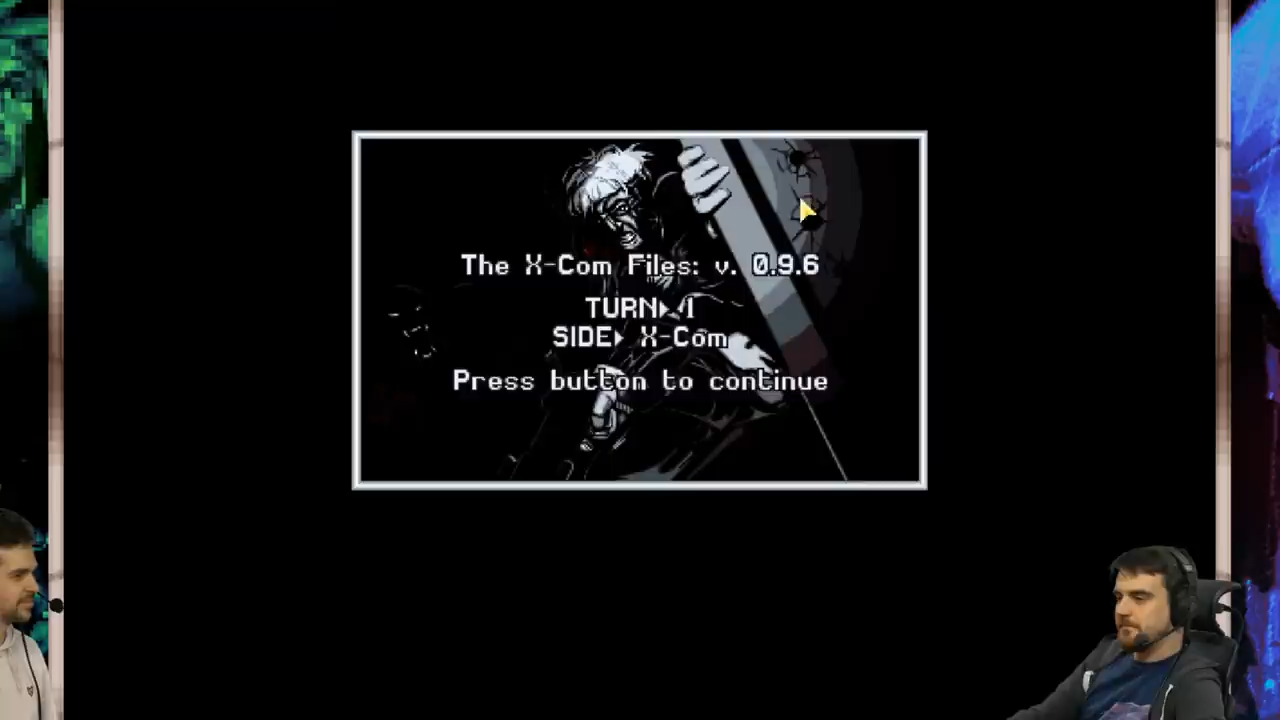 The X-Com Files: v. 0.9.6
TURN▸ 1
SIDE▸ X-Com
Press button to continue